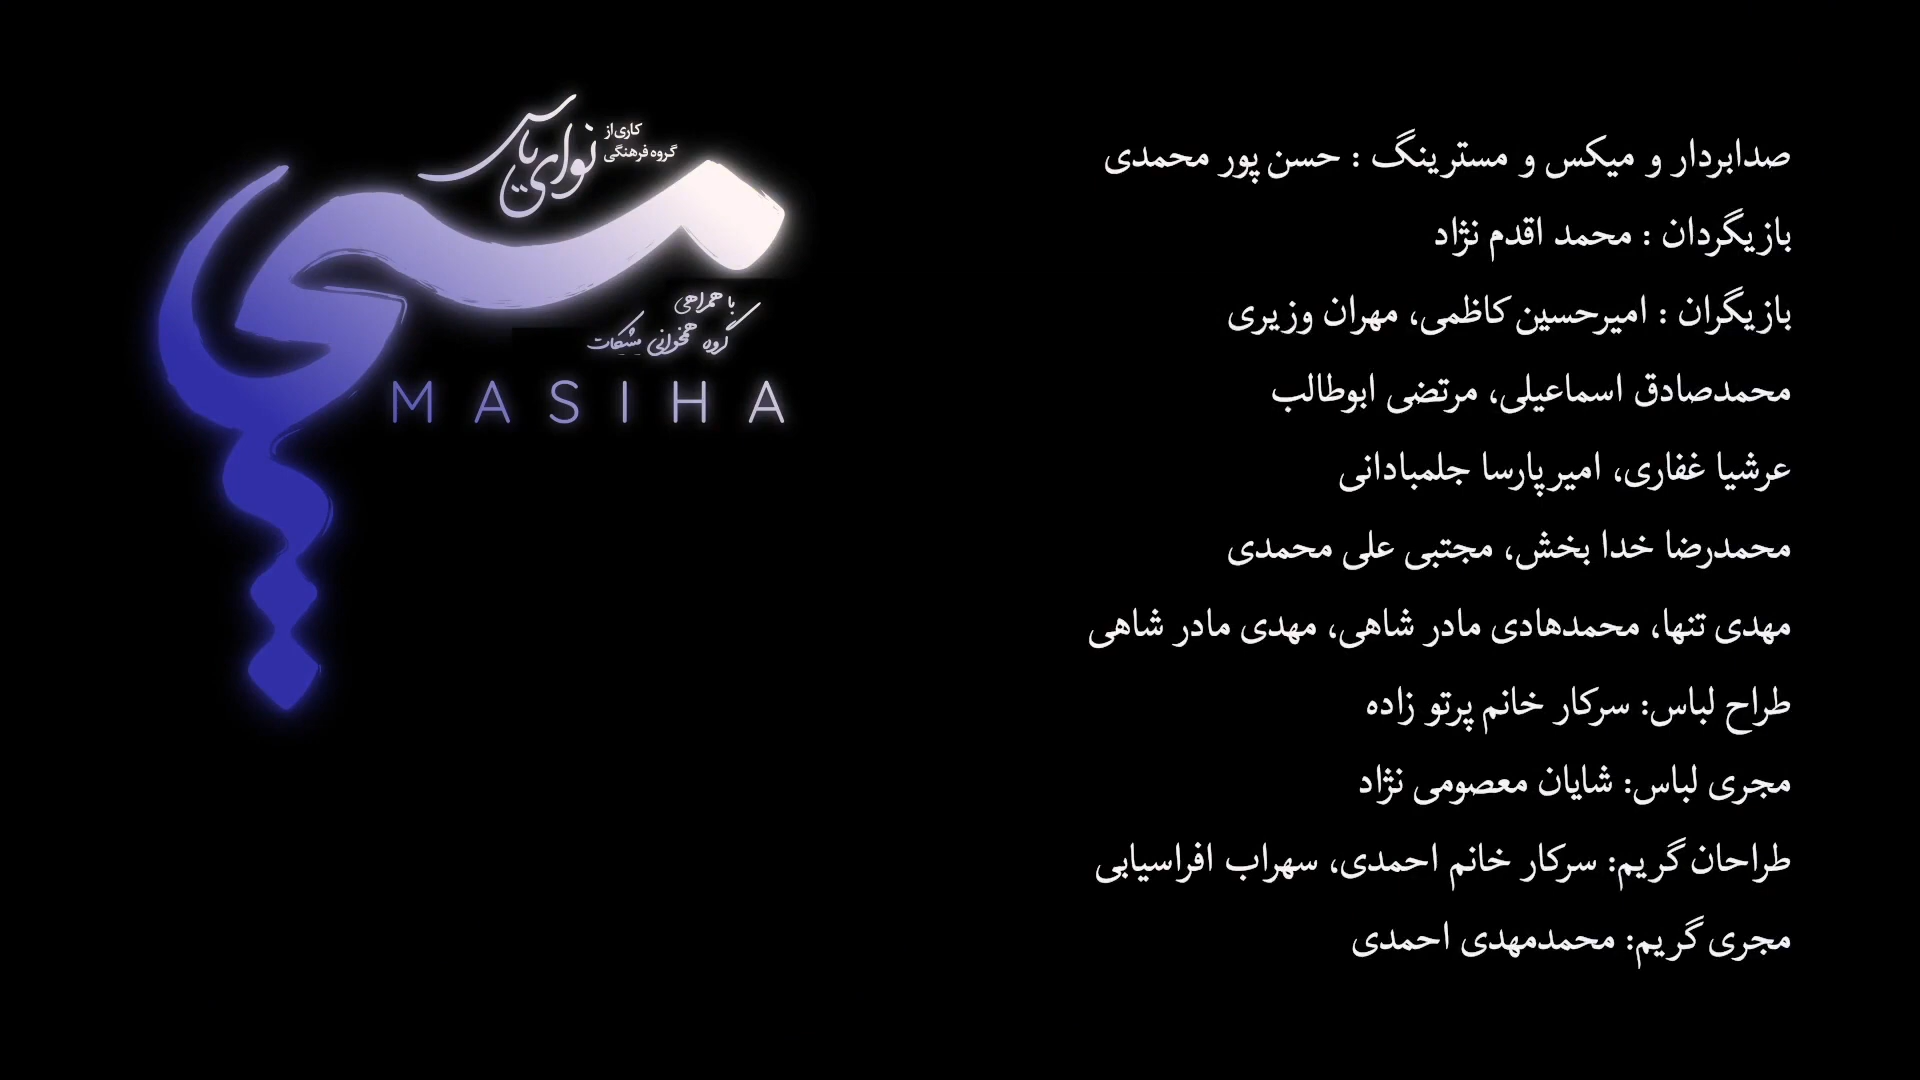 کاری از
گروه فرهنگی
نوای یاس
با همراهی
گروه همخوانی مشکات
MASIHA
صدابردار و میکس و مسترینگ : حسن پور محمدی
بازیگردان : محمد اقدم نژاد
بازیگران : امیرحسین کاظمی، مهران وزیری
محمدصادق اسماعیلی، مرتضی ابوطالب
عرشیا غفاری، امیرپارسا جلمبادانی
محمدرضا خدا بخش، مجتبی علی محمدی
مهدی تنها، محمدهادی مادر شاهی، مهدی مادر شاهی
طراح لباس: سرکار خانم پرتو زاده
مجری لباس: شایان معصومی نژاد
طراحان گریم: سرکار خانم احمدی، سهراب افراسیابی
مجری گریم: محمدمهدی احمدی